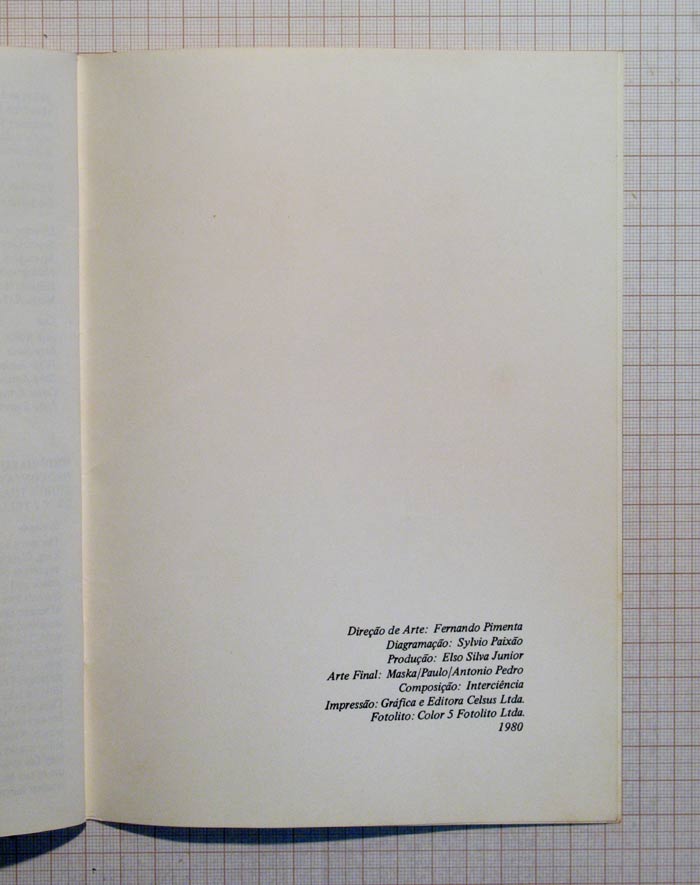 Direção de Arte: Fernando Pimenta
Diagramação: Sylvio Paixão
Produção: Elso Silva Junior
Arte Final: Maska/Paulo/Antonio Pedro
Composição: Interciência
Impressão: Gráfica e Editora Celsus Ltda.
Fotolito: Color 5 Fotolito Ltda.
1980